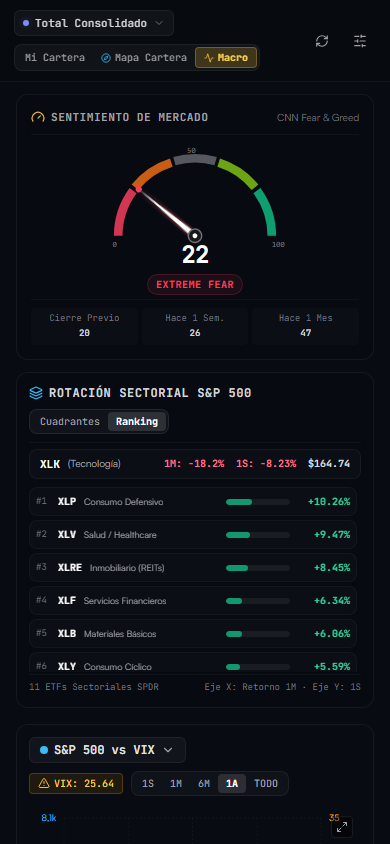 Total Consolidado
Mi Cartera Mapa Cartera Macro
SENTIMIENTO DE MERCADO CNN Fear & Greed
50
0 100
22
EXTREME FEAR
Cierre Previo Hace 1 Sem. Hace 1 Mes
20 26 47
ROTACIÓN SECTORIAL S&P 500
Cuadrantes Ranking
XLK (Tecnología) 1M: -18.2% 1S: -8.23% $164.74
#1 XLP Consumo Defensivo +10.26%
#2 XLV Salud / Healthcare +9.47%
#3 XLRE Inmobiliario (REITs) +8.45%
#4 XLF Servicios Financieros +6.34%
#5 XLB Materiales Básicos +6.06%
#6 XLY Consumo Cíclico +5.59%
11 ETFs Sectoriales SPDR Eje X: Retorno 1M · Eje Y: 1S
S&P 500 vs VIX
VIX: 25.64 1S 1M 6M 1A TODO
8,1k 35